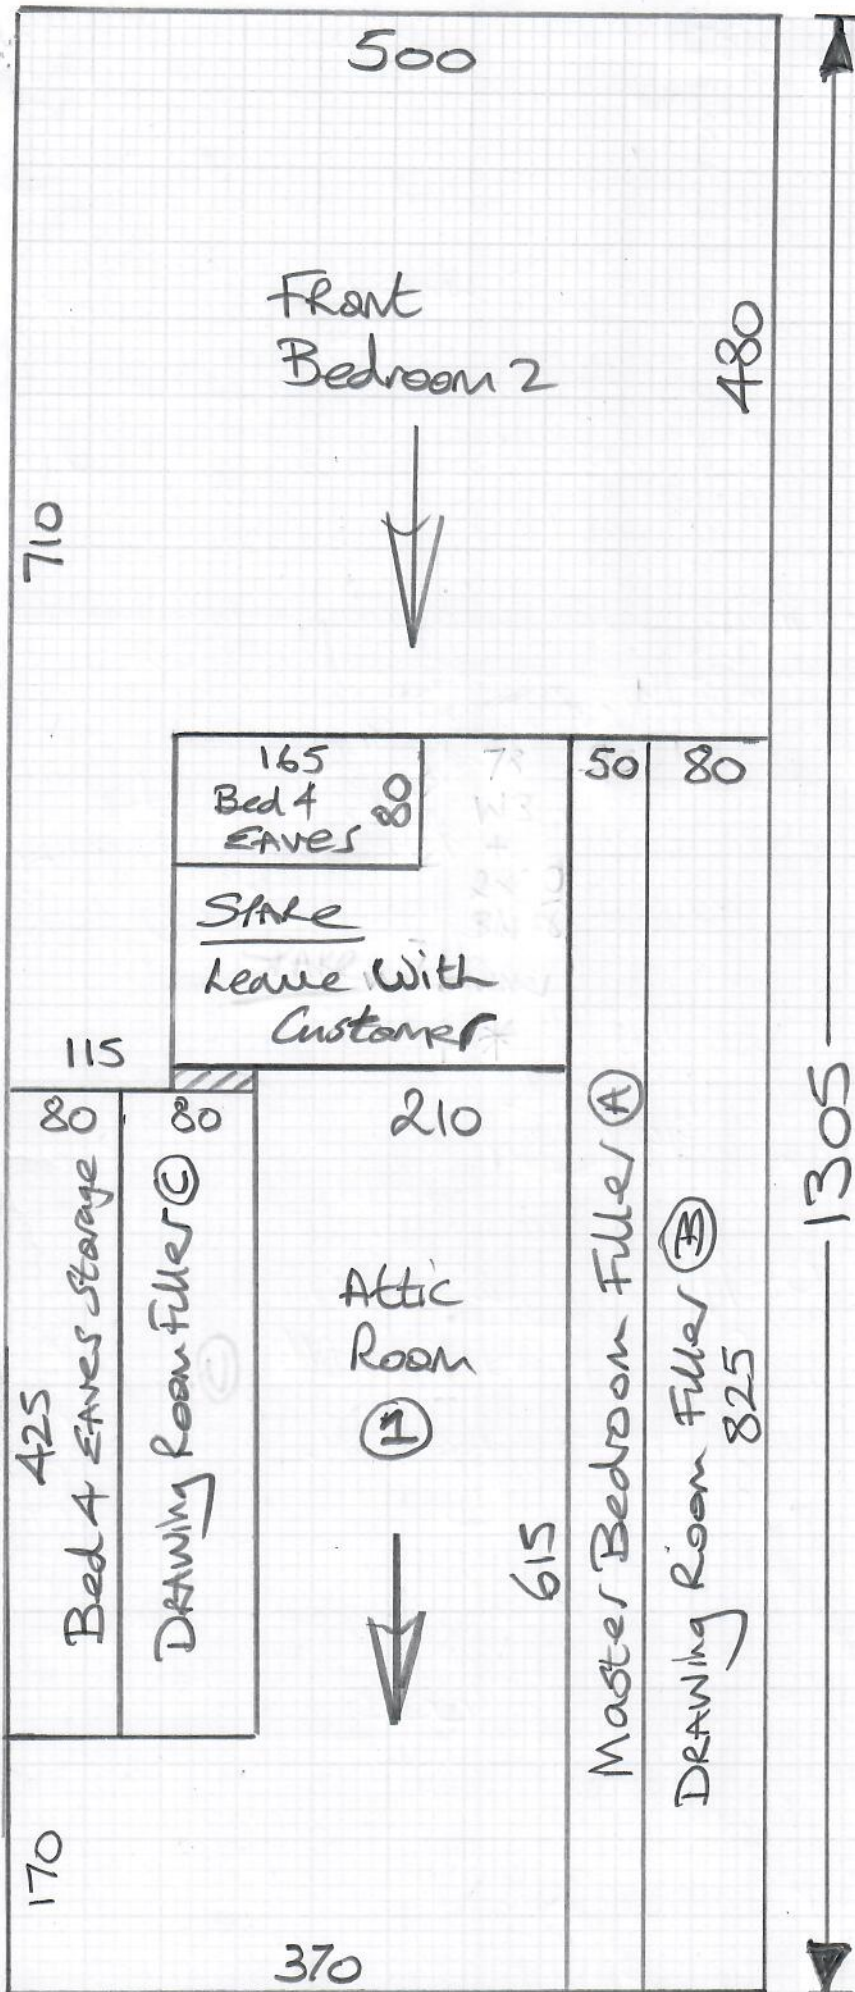 500
Front
Bedroom 2
480
710
165
Bed 4
EAVES
80
50
80
SPARE
Leave With
Customer
115
80
80
210
1305
Bed 4 EAVES Storage
425
DRAWING Room Filler C
Attic
Room
1
615
Master Bedroom Filler A
DRAWING Room Filler B
825
170
370